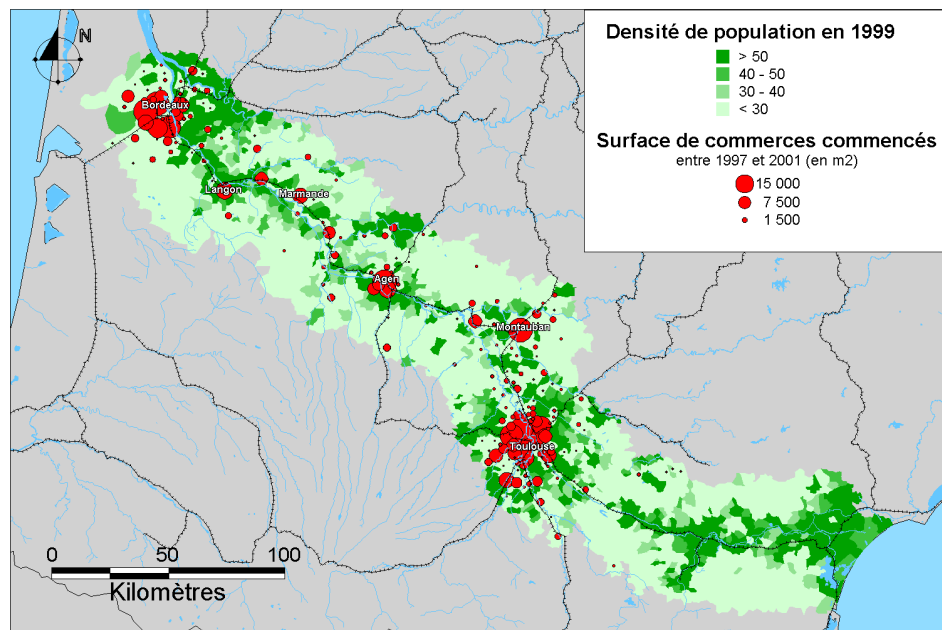 N
Densité de population en 1999
> 50
40 - 50
30 - 40
< 30
Surface de commerces commencés
entre 1997 et 2001 (en m2)
15 000
7 500
1 500
Bordeaux
Langon
Marmande
Agen
Montauban
Toulouse
0 50 100
Kilomètres